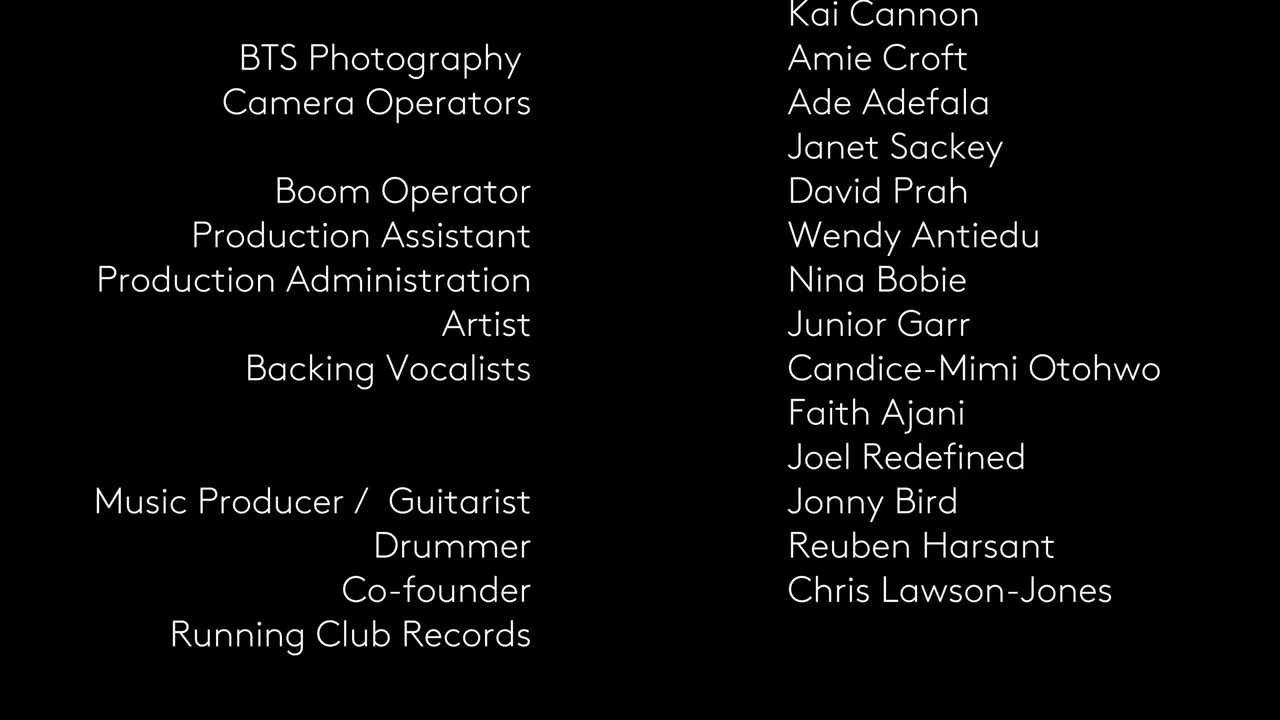 Kai Cannon
BTS Photography Amie Croft
Camera Operators Ade Adefala
Janet Sackey
Boom Operator David Prah
Production Assistant Wendy Antiedu
Production Administration Nina Bobie
Artist Junior Garr
Backing Vocalists Candice-Mimi Otohwo
Faith Ajani
Joel Redefined
Music Producer / Guitarist Jonny Bird
Drummer Reuben Harsant
Co-founder Chris Lawson-Jones
Running Club Records